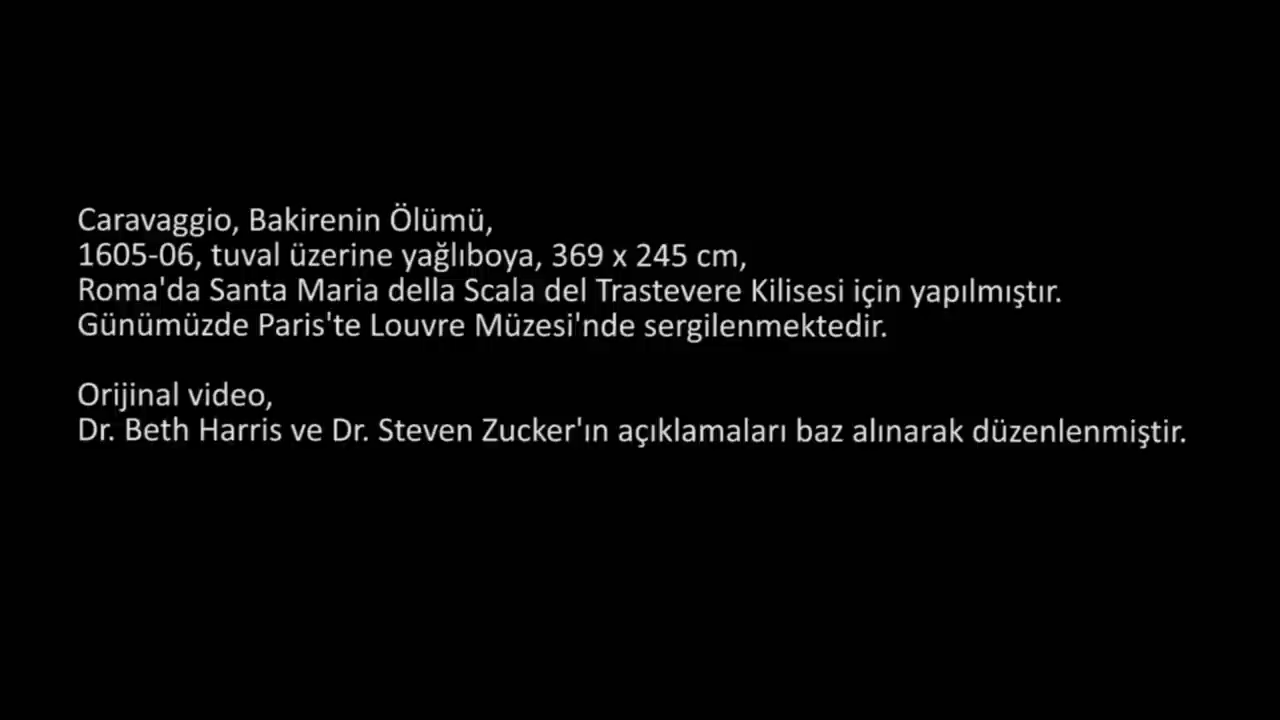 Caravaggio, Bakirenin Ölümü,
1605-06, tuval üzerine yağlıboya, 369 x 245 cm,
Roma'da Santa Maria della Scala del Trastevere Kilisesi için yapılmıştır.
Günümüzde Paris'te Louvre Müzesi'nde sergilenmektedir.
Orijinal video,
Dr. Beth Harris ve Dr. Steven Zucker'ın açıklamaları baz alınarak düzenlenmiştir.